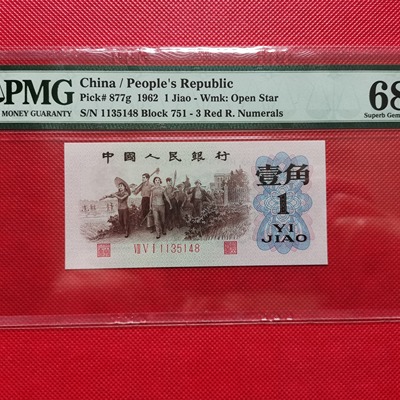 PMG
MONEY GUARANTY
China / People's Republic
Pick# 877g 1962 1 Jiao - Wmk: Open Star
S/N 1135148 Block 751 - 3 Red R. Numerals
68
Superb Gem
中國人民銀行
壹角
1
YI
JIAO
VII V I 1135148